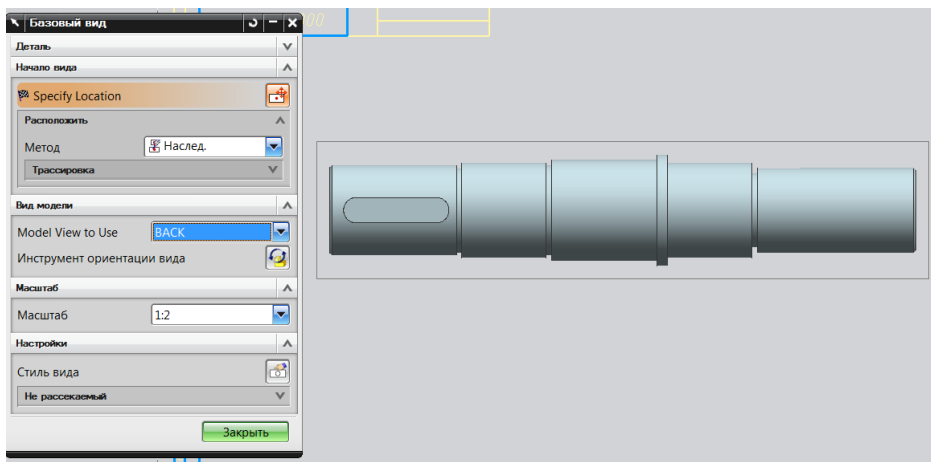 Базовый вид
00
Деталь
Начало вида
Specify Location
Расположить
Метод
Наслед.
Трассировка
Вид модели
Model View to Use
BACK
Инструмент ориентации вида
Масштаб
Масштаб
1:2
Настройки
Стиль вида
Не рассекаемый
Закрыть